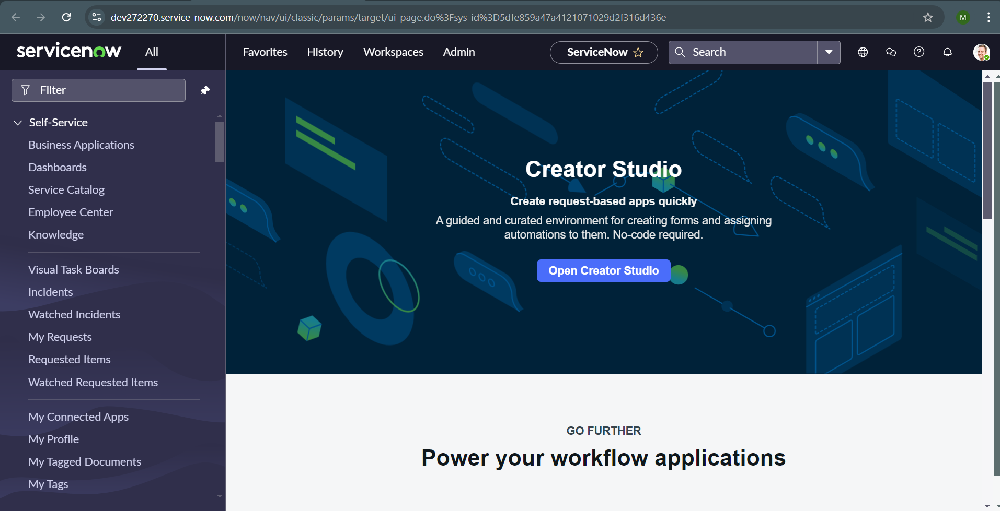 dev272270.service-now.com/now/nav/ui/classic/params/target/ui_page.do%3Fsys_id%3D5dfe859a47a4121071029d2f316d436e
M
servicenow
All
Favorites
History
Workspaces
Admin
ServiceNow
Search
Filter
Self-Service
Business Applications
Dashboards
Service Catalog
Employee Center
Knowledge
Visual Task Boards
Incidents
Watched Incidents
My Requests
Requested Items
Watched Requested Items
My Connected Apps
My Profile
My Tagged Documents
My Tags
Creator Studio
Create request-based apps quickly
A guided and curated environment for creating forms and assigning
automations to them. No-code required.
Open Creator Studio
GO FURTHER
Power your workflow applications